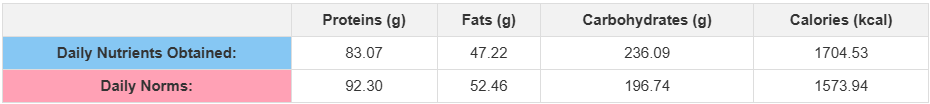 Proteins (g) Fats (g) Carbohydrates (g) Calories (kcal)
Daily Nutrients Obtained: 83.07 47.22 236.09 1704.53
Daily Norms: 92.30 52.46 196.74 1573.94